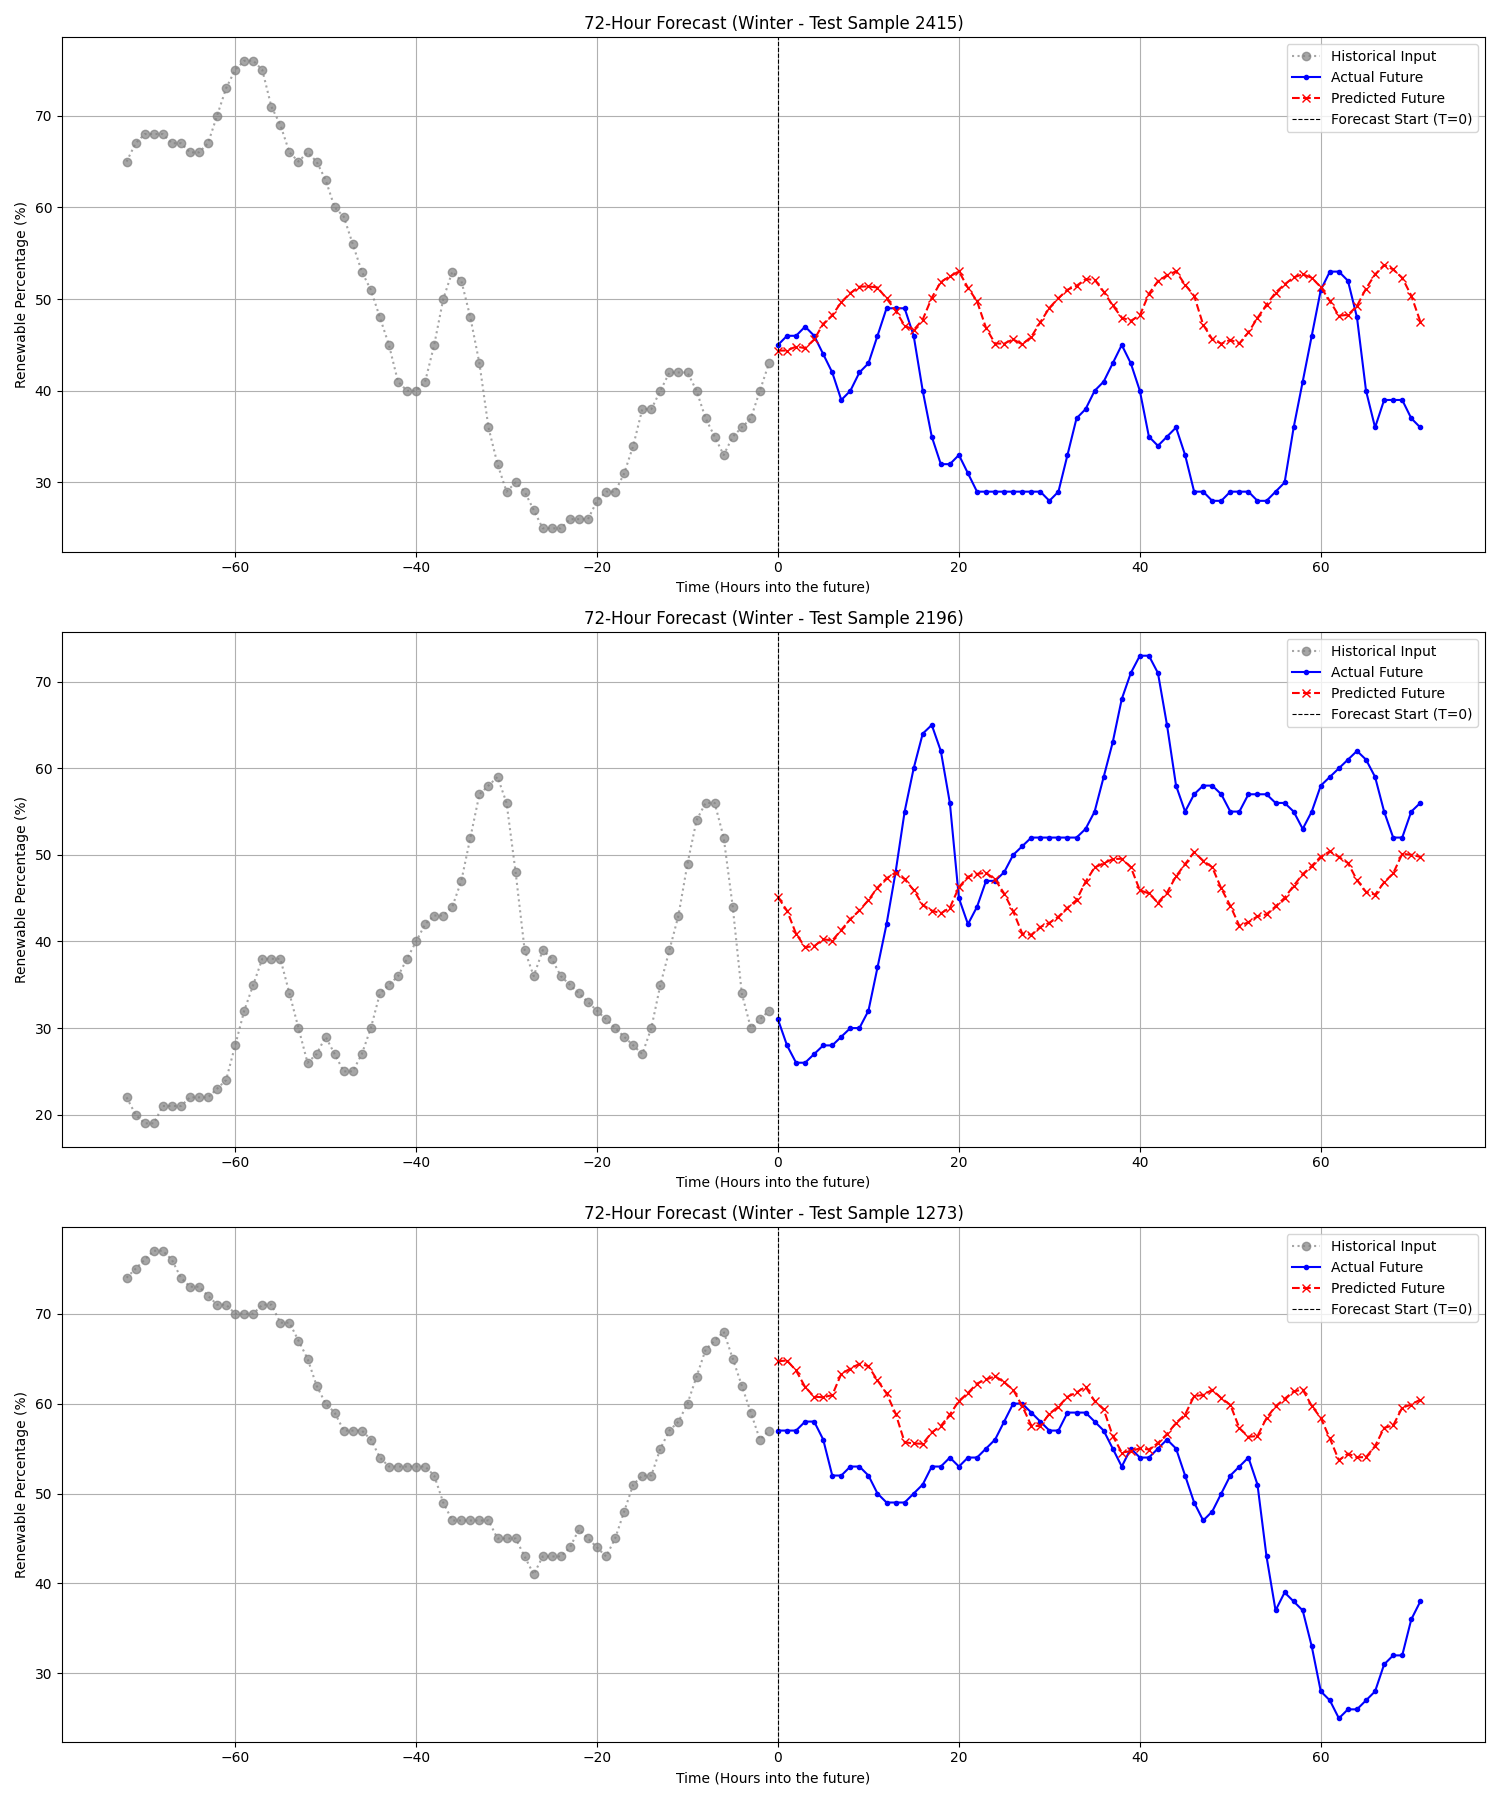 72-Hour Forecast (Winter - Test Sample 2415)
Historical Input
Actual Future
Predicted Future
Forecast Start (T=0)
Renewable Percentage (%)
70
60
50
40
30
−60 −40 −20 0 20 40 60
Time (Hours into the future)
72-Hour Forecast (Winter - Test Sample 2196)
Historical Input
Actual Future
Predicted Future
Forecast Start (T=0)
Renewable Percentage (%)
70
60
50
40
30
20
−60 −40 −20 0 20 40 60
Time (Hours into the future)
72-Hour Forecast (Winter - Test Sample 1273)
Historical Input
Actual Future
Predicted Future
Forecast Start (T=0)
Renewable Percentage (%)
70
60
50
40
30
−60 −40 −20 0 20 40 60
Time (Hours into the future)